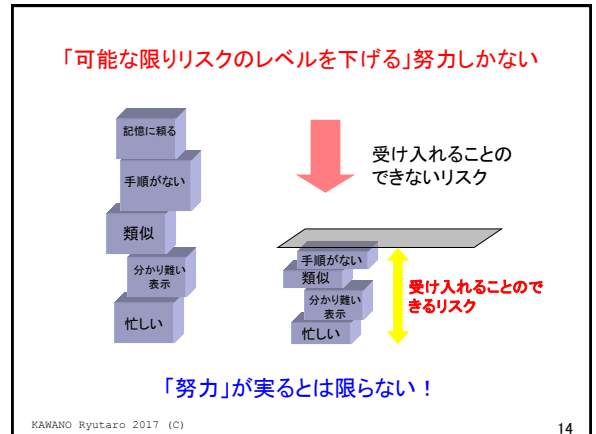 「可能な限りリスクのレベルを下げる」努力しかない
記憶に頼る
手順がない
類似
分かり難い
表示
忙しい
受け入れることの
できないリスク
手順がない
類似
分かり難い
表示
忙しい
受け入れることので
きるリスク
「努力」が実るとは限らない！
KAWANO Ryutaro 2017 (C)
14